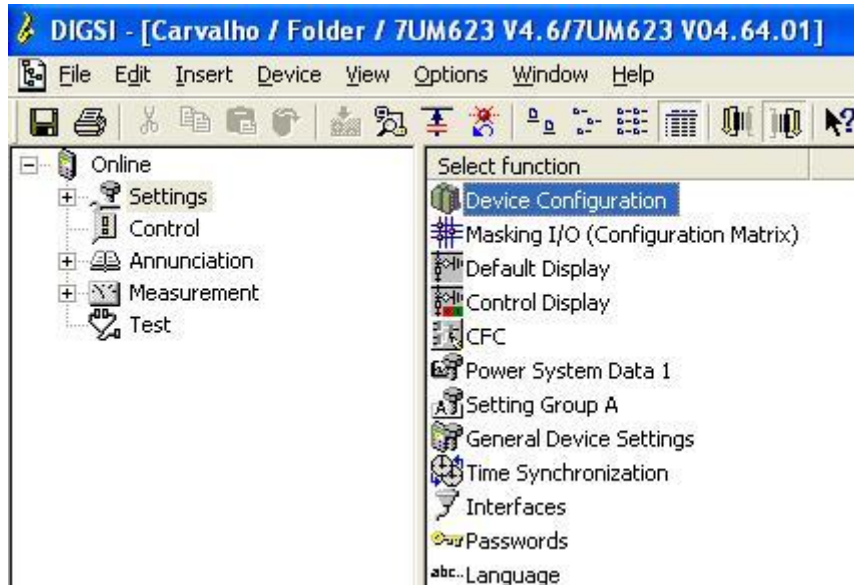 DIGSI - [Carvalho / Folder / 7UM623 V4.6/7UM623 V04.64.01]
File Edit Insert Device View Options Window Help
Online
Settings
Control
Annunciation
Measurement
Test
Select function
Device Configuration
Masking I/O (Configuration Matrix)
Default Display
Control Display
CFC
Power System Data 1
Setting Group A
General Device Settings
Time Synchronization
Interfaces
Passwords
abc.. Language